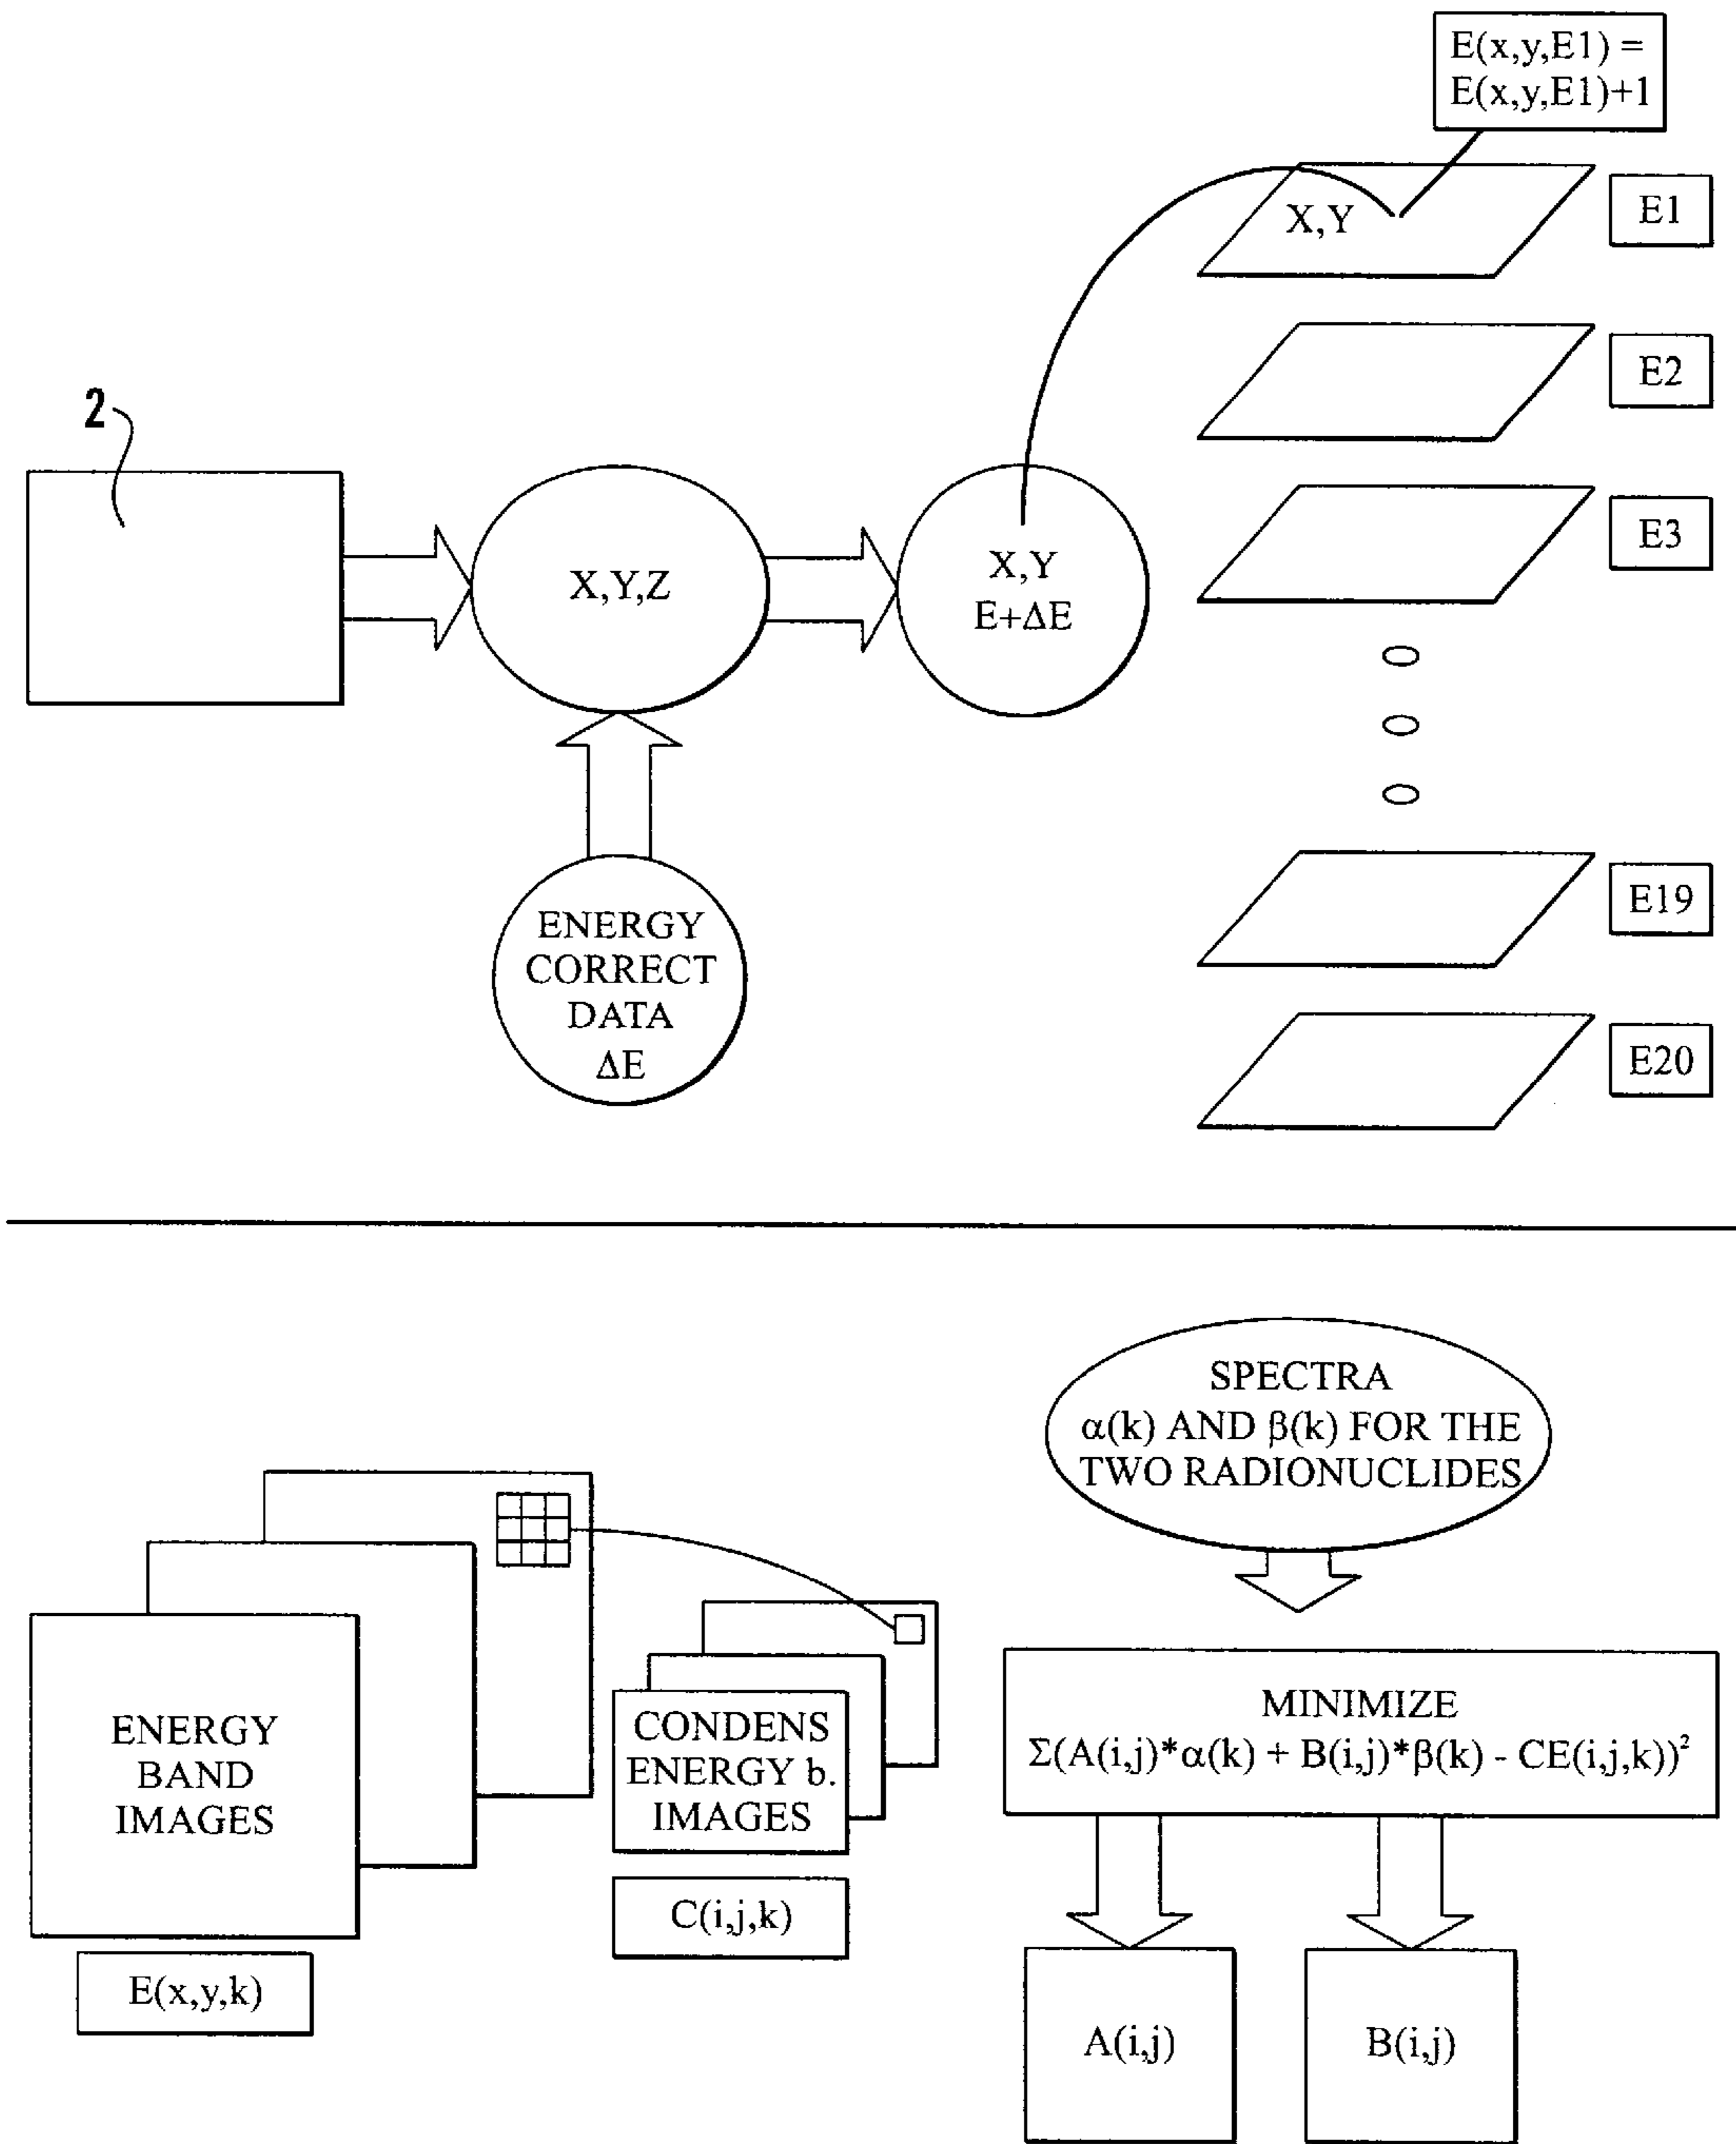 E(x,y,E1) =
E(x,y,E1)+1
X,Y
E1
E2
2
E3
X,Y,Z
X,Y
E+ΔE
ENERGY
CORRECT
DATA
ΔE
E19
E20
SPECTRA
α(k) AND β(k) FOR THE
TWO RADIONUCLIDES
ENERGY
BAND
IMAGES
E(x,y,k)
CONDENS
ENERGY b.
IMAGES
C(i,j,k)
MINIMIZE
Σ(A(i,j)*α(k) + B(i,j)*β(k) - CE(i,j,k))²
A(i,j)
B(i,j)